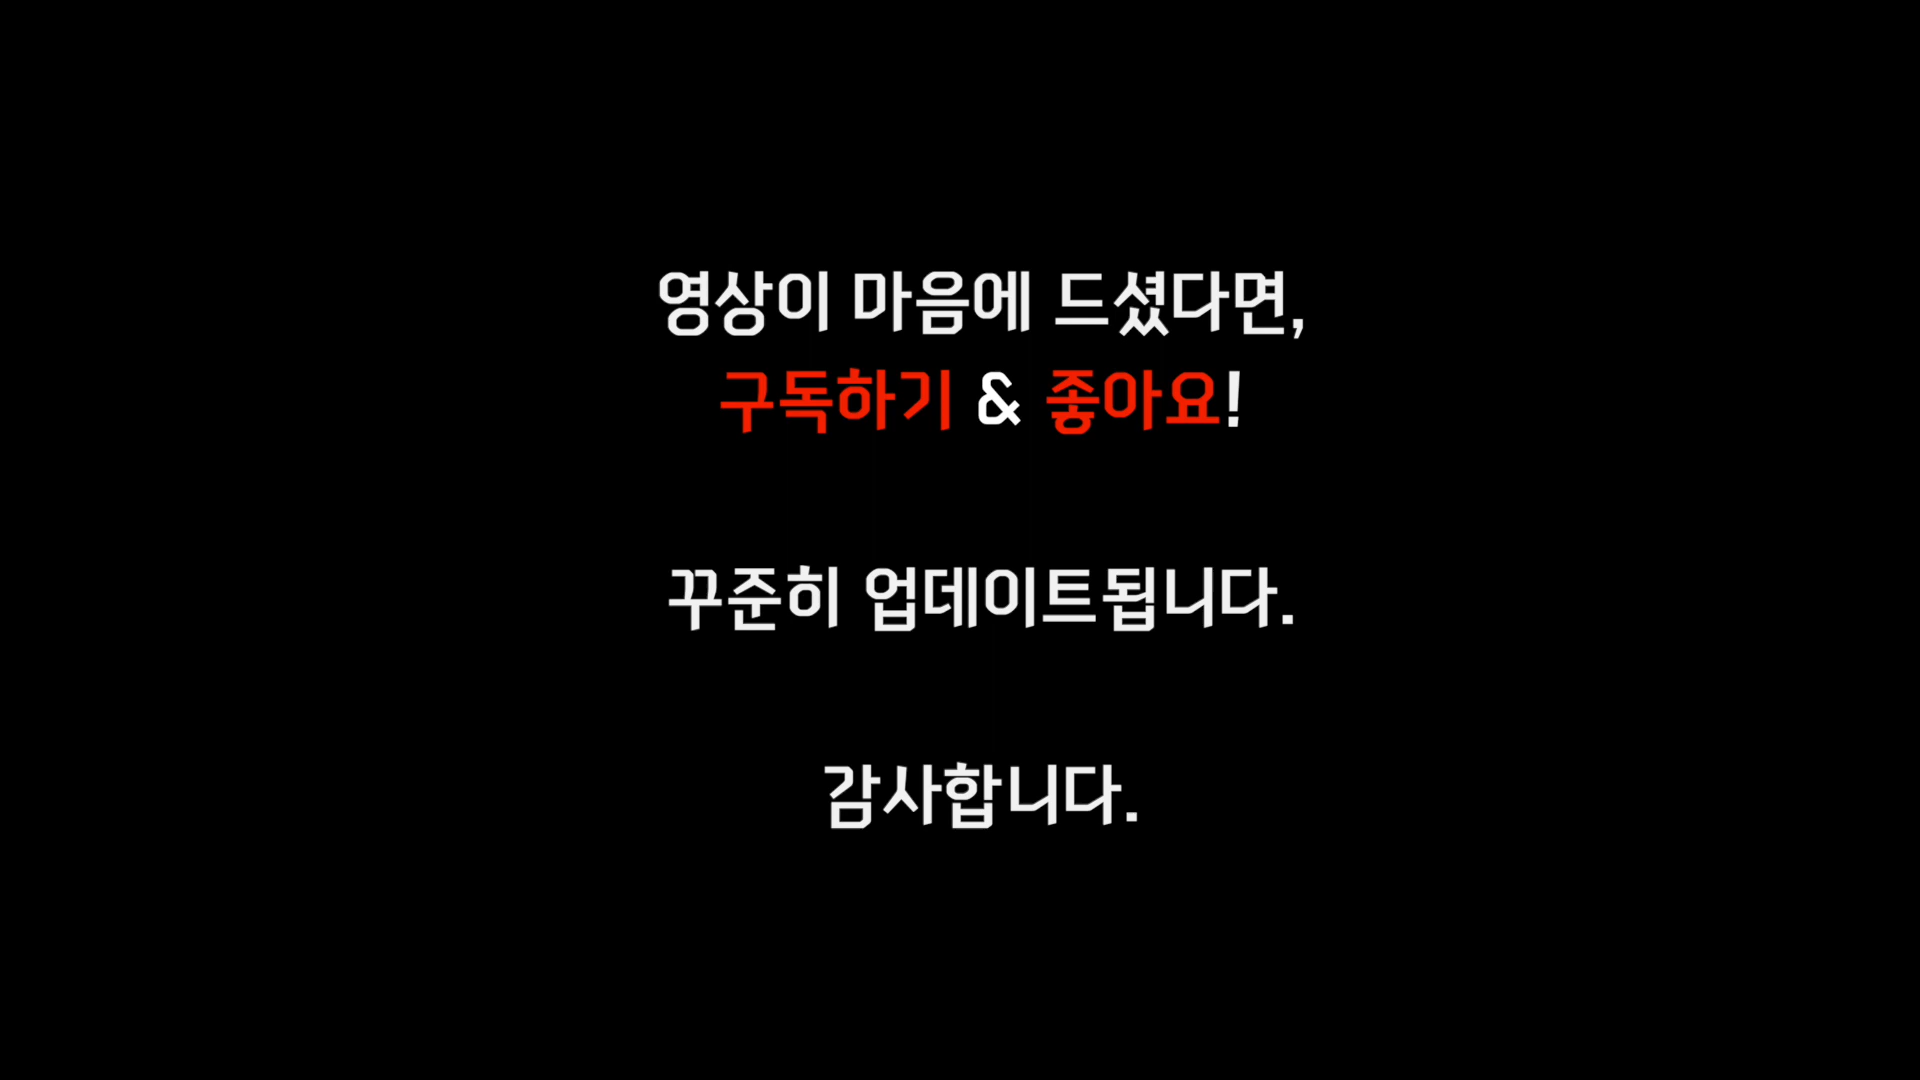 영상이 마음에 드셨다면,
구독하기 & 좋아요!
꾸준히 업데이트됩니다.
감사합니다.